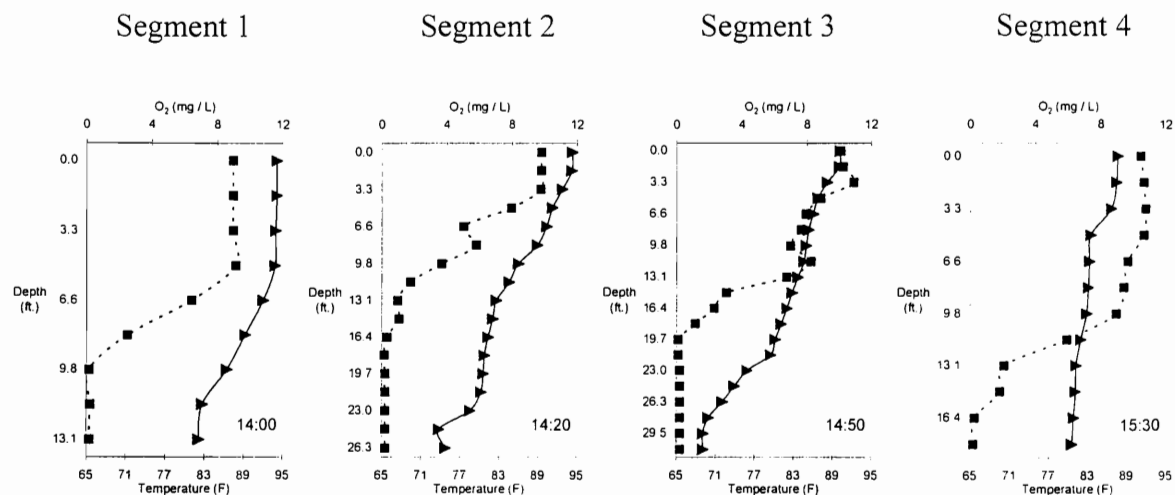 Segment 1 Segment 2 Segment 3 Segment 4
O2 (mg / L)
0 4 8 12
0.0
3.3
Depth
(ft.)
6.6
9.8
13.1
14:00
65 71 77 83 89 95
Temperature (F)
O2 (mg / L)
0 4 8 12
0.0
3.3
6.6
9.8
Depth
(ft.)
13.1
16.4
19.7
23.0
26.3
14:20
65 71 77 83 89 95
Temperature (F)
O2 (mg / L)
0 4 8 12
0.0
3.3
6.6
9.8
Depth
(ft.)
13.1
16.4
19.7
23.0
26.3
29 5
14:50
65 71 77 83 89 95
Temperature (F)
O2 (mg / L)
0 4 8 12
0 0
3.3
6.6
Depth
(ft.)
9 8
13.1
16 4
15:30
65 71 77 83 89 95
Temperature (F)